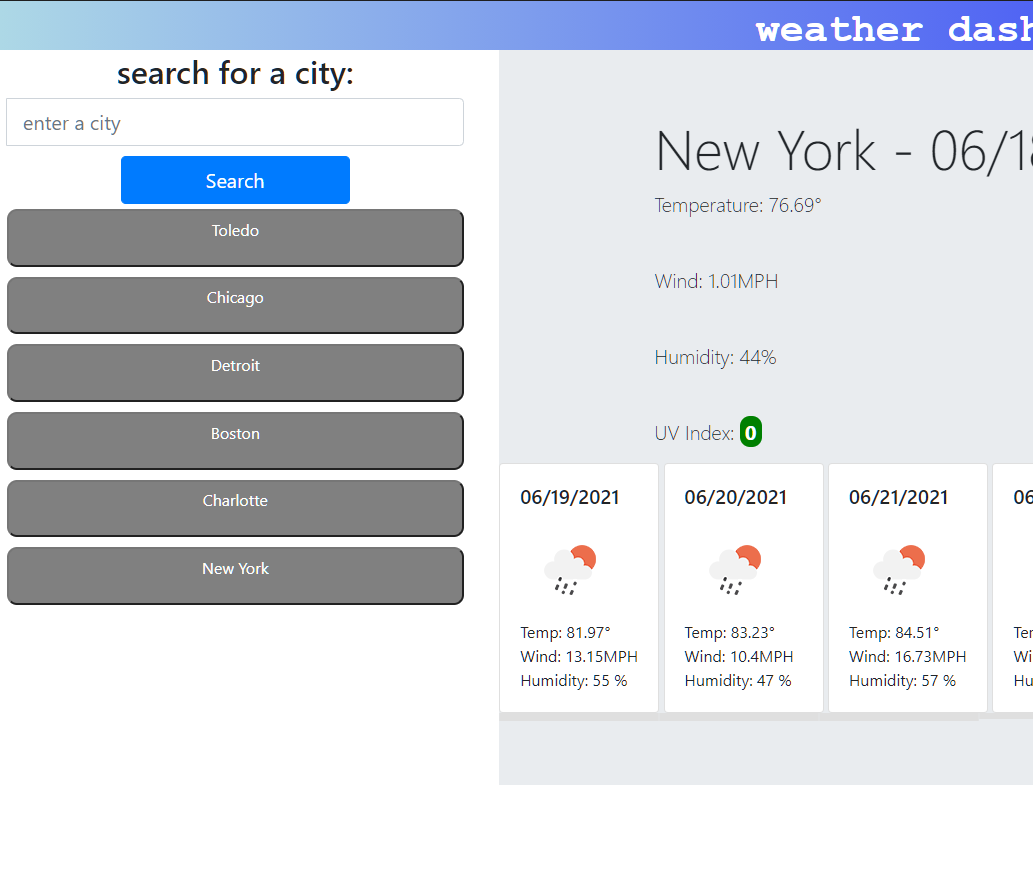 weather dash
search for a city:
enter a city
Search
Toledo
Chicago
Detroit
Boston
Charlotte
New York
New York - 06/18
Temperature: 76.69°
Wind: 1.01MPH
Humidity: 44%
UV Index: 0
06/19/2021
Temp: 81.97°
Wind: 13.15MPH
Humidity: 55 %
06/20/2021
Temp: 83.23°
Wind: 10.4MPH
Humidity: 47 %
06/21/2021
Temp: 84.51°
Wind: 16.73MPH
Humidity: 57 %
06
Ter
Wi
Hu